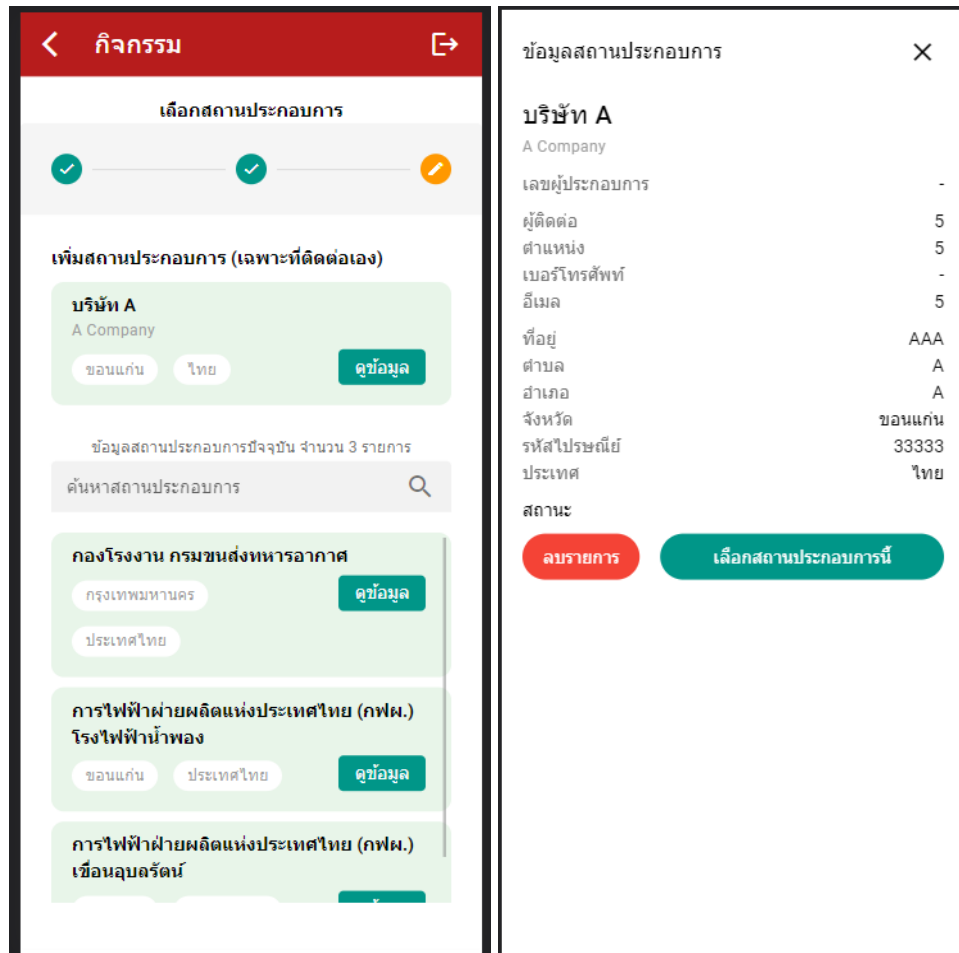 กิจกรรม
เลือกสถานประกอบการ
เพิ่มสถานประกอบการ (เฉพาะที่ติดต่อเอง)
บริษัท A
A Company
ขอนแก่น ไทย ดูข้อมูล
ข้อมูลสถานประกอบการปัจจุบัน จำนวน 3 รายการ
ค้นหาสถานประกอบการ
กองโรงงาน กรมขนส่งทหารอากาศ
กรุงเทพมหานคร ดูข้อมูล
ประเทศไทย
การไฟฟ้าฝ่ายผลิตแห่งประเทศไทย (กฟผ.)
โรงไฟฟ้าน้ำพอง
ขอนแก่น ประเทศไทย ดูข้อมูล
การไฟฟ้าฝ่ายผลิตแห่งประเทศไทย (กฟผ.)
เขื่อนอุบลรัตน์
ข้อมูลสถานประกอบการ
บริษัท A
A Company
เลขผู้ประกอบการ -
ผู้ติดต่อ 5
ตำแหน่ง 5
เบอร์โทรศัพท์ -
อีเมล 5
ที่อยู่ AAA
ตำบล A
อำเภอ A
จังหวัด ขอนแก่น
รหัสไปรษณีย์ 33333
ประเทศ ไทย
สถานะ
ลบรายการ เลือกสถานประกอบการนี้